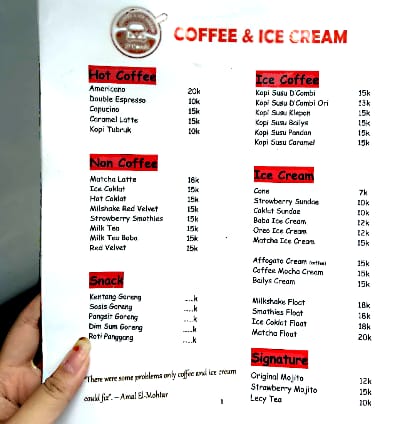 COFFEE & ICE CREAM
Hot Coffee
Americano 20k
Double Espresso 10k
Capucino 15k
Caramel Latte 15k
Kopi Tubruk 10k
Non Coffee
Matcha Latte 18k
Ice Coklat 15k
Hot Coklat 15k
Milshake Red Velvet 15k
Strawberry Smothies 15k
Milk Tea 15k
Milk Tea Boba 15k
Red Velvet 15k
Snack
Kentang Goreng .....k
Sosis Goreng .....k
Pangsit Goreng .....k
Dim Sum Goreng .....k
Roti Panggang .....k
"There were some problems only coffee and ice cream
could fix". – Amal El-Mohtar
Ice Coffee
Kopi Susu D'Combi 15k
Kopi Susu D'Combi Ori 13k
Kopi Susu Klepon 15k
Kopi Susu Bailys 15k
Kopi Susu Pandan 15k
Kopi Susu Caramel 15k
Ice Cream
Cone 7k
Strawberry Sundae 10k
Coklat Sundae 10k
Boba Ice Cream 12k
Oreo Ice Cream 12k
Matcha Ice Cream 15k
Affogato Cream (coffee) 15k
Coffee Mocha Cream 15k
Bailys Cream 15k
Milkshake Float 18k
Smothies Float 18k
Ice Coklat Float 18k
Matcha Float 20k
Signature
Original Mojito 12k
Strawberry Mojito 15k
Lecy Tea 10k
1